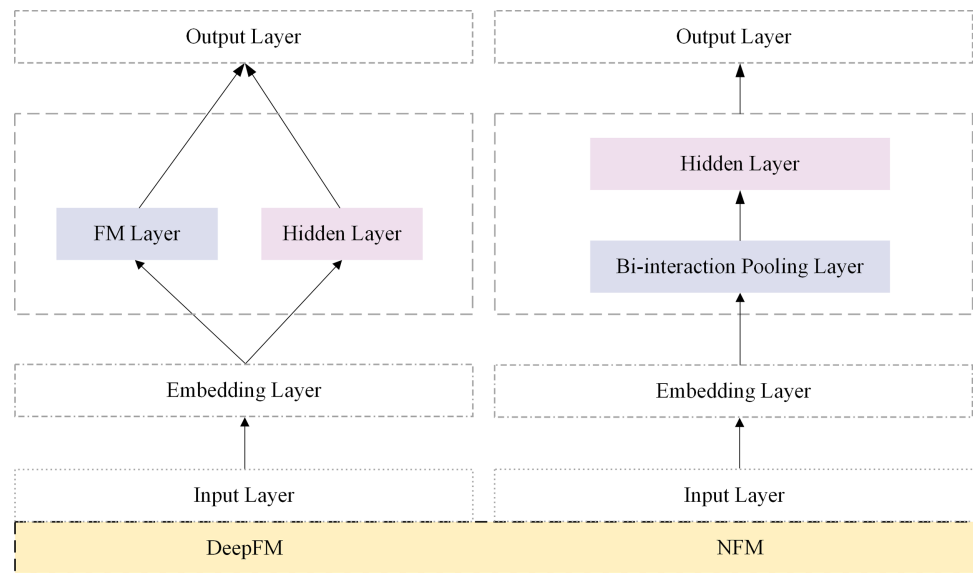 Output Layer
FM Layer
Hidden Layer
Embedding Layer
Input Layer
DeepFM
Output Layer
Hidden Layer
Bi-interaction Pooling Layer
Embedding Layer
Input Layer
NFM